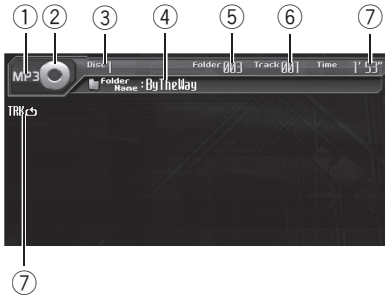 ① ② ③ ④ ⑤ ⑥ ⑦
MP3 Disc 1 Folder 003 Track 001 Time 1'53"
Folder Name : ByTheWay
TRK
⑦